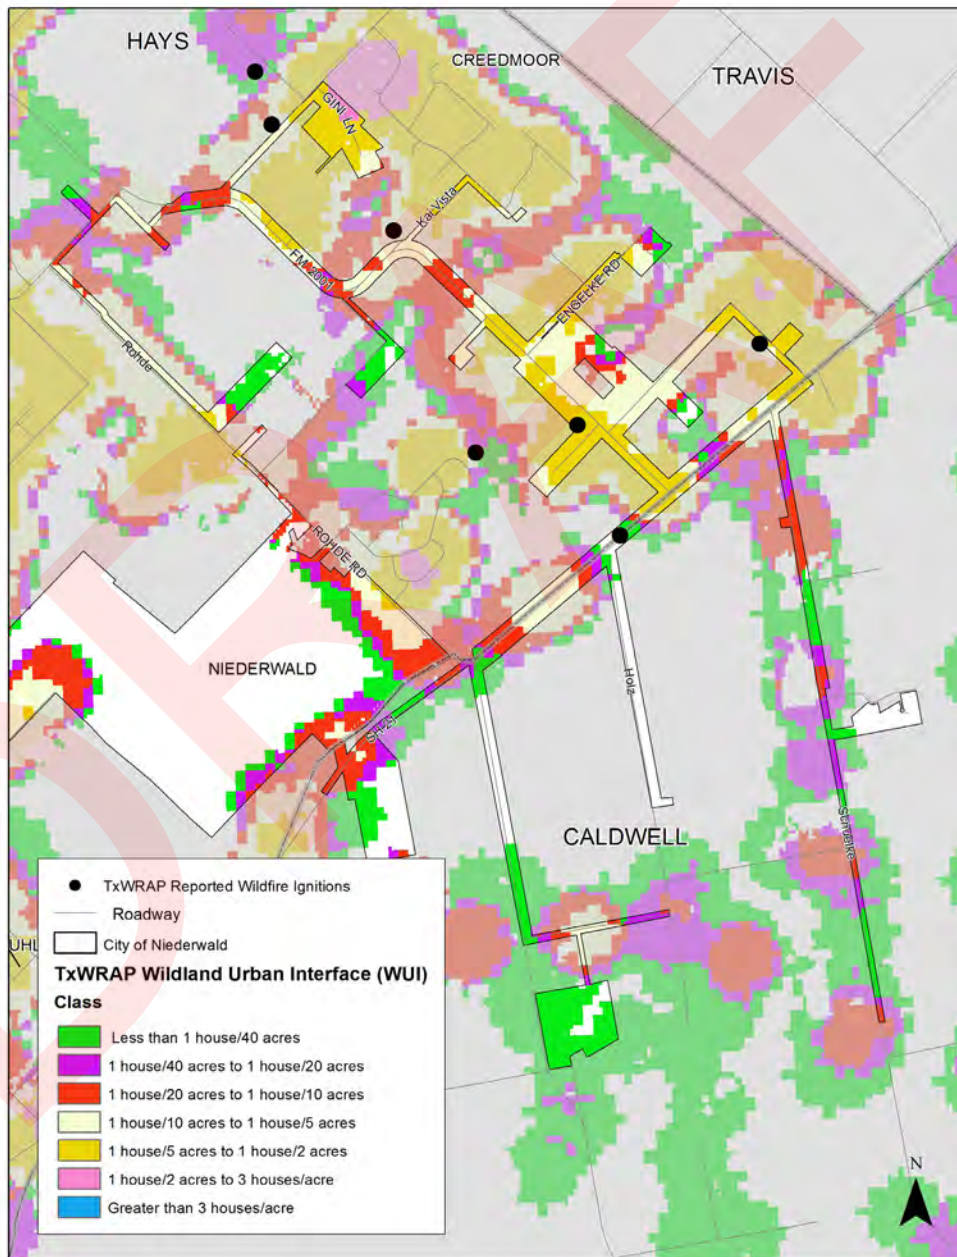 HAYS
CREEDMOOR
TRAVIS
GINI LN
Kai Vista
FM 2001
ENGELKE RD
Rohde
ROHDE RD
NIEDERWALD
SH 21
Holz
CALDWELL
Schuelke
UHL
TxWRAP Reported Wildfire Ignitions
Roadway
City of Niederwald
TxWRAP Wildland Urban Interface (WUI)
Class
Less than 1 house/40 acres
1 house/40 acres to 1 house/20 acres
1 house/20 acres to 1 house/10 acres
1 house/10 acres to 1 house/5 acres
1 house/5 acres to 1 house/2 acres
1 house/2 acres to 3 houses/acre
Greater than 3 houses/acre
N
DRAFT